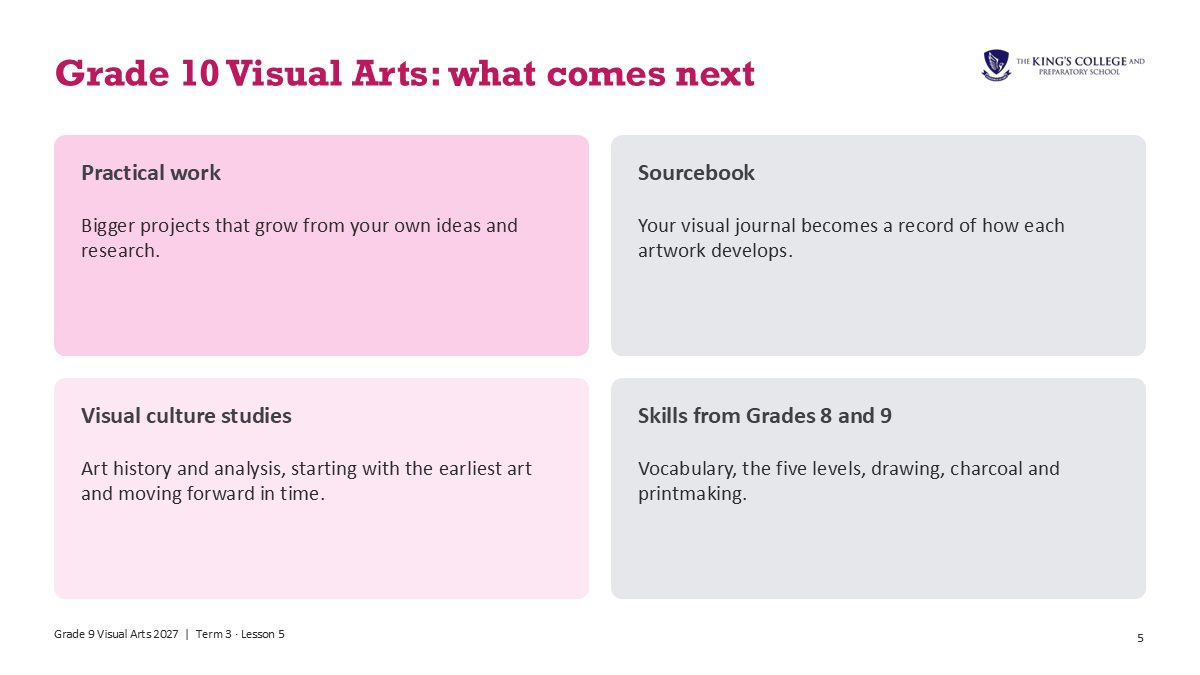 Grade 10 Visual Arts: what comes next
THE KING'S COLLEGE AND
PREPARATORY SCHOOL
Practical work
Bigger projects that grow from your own ideas and
research.
Sourcebook
Your visual journal becomes a record of how each
artwork develops.
Visual culture studies
Art history and analysis, starting with the earliest art
and moving forward in time.
Skills from Grades 8 and 9
Vocabulary, the five levels, drawing, charcoal and
printmaking.
Grade 9 Visual Arts 2027 | Term 3 · Lesson 5
5